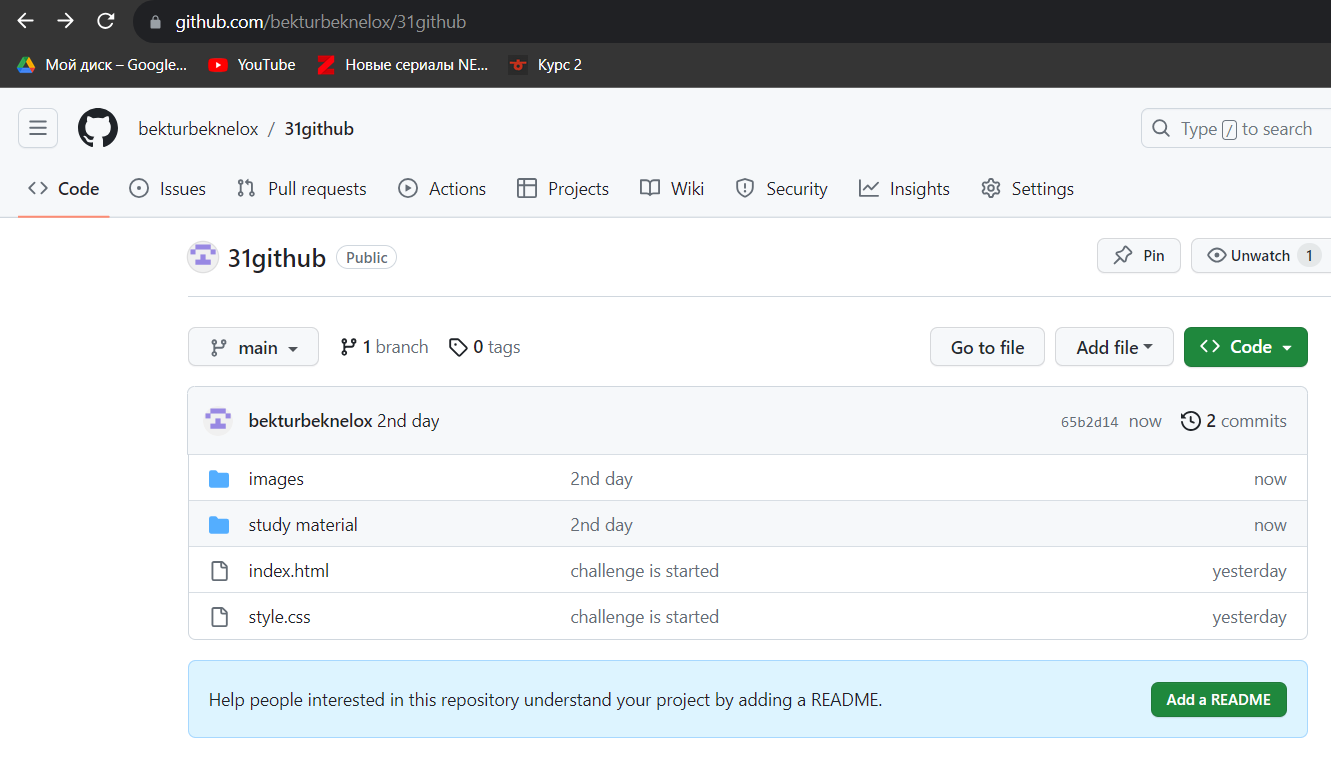 github.com/bekturbeknelox/31github
Мой диск – Google... YouTube Новые сериалы NE... Курс 2
bekturbeknelox / 31github Type / to search
Code Issues Pull requests Actions Projects Wiki Security Insights Settings
31github Public Pin Unwatch 1
main 1 branch 0 tags Go to file Add file Code
bekturbeknelox 2nd day 65b2d14 now 2 commits
images 2nd day now
study material 2nd day now
index.html challenge is started yesterday
style.css challenge is started yesterday
Help people interested in this repository understand your project by adding a README. Add a README